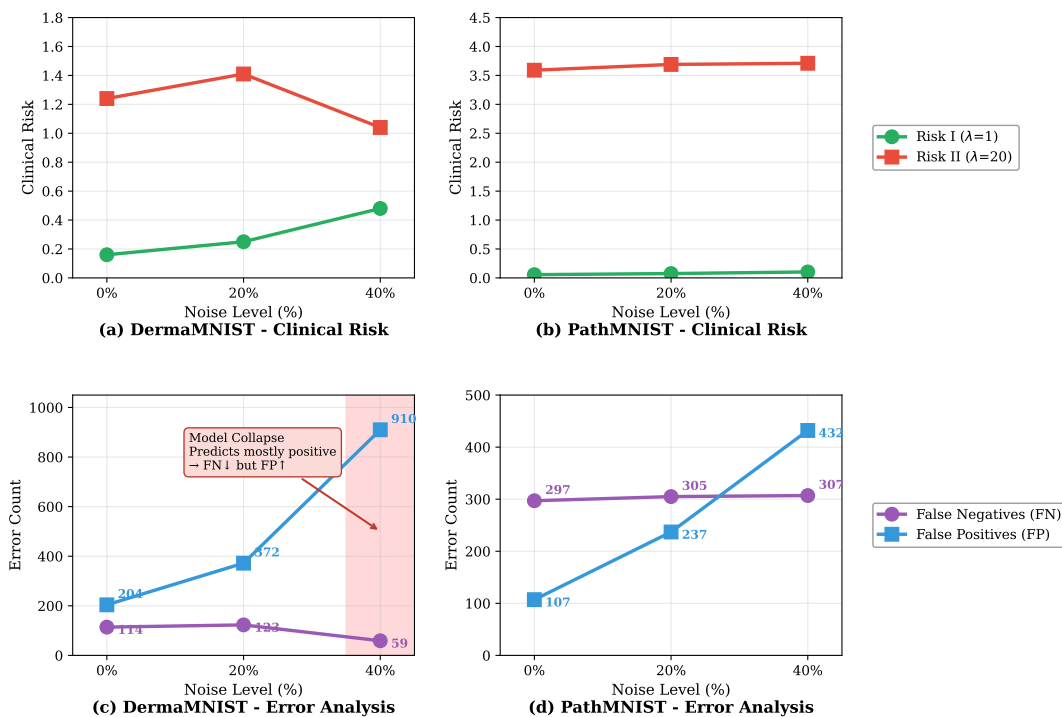 1.8
1.6
1.4
1.2
1.0
0.8
0.6
0.4
0.2
0.0
Clinical Risk
0%
20%
40%
Noise Level (%)
(a) DermaMNIST - Clinical Risk
4.5
4.0
3.5
3.0
2.5
2.0
1.5
1.0
0.5
0.0
Clinical Risk
0%
20%
40%
Noise Level (%)
(b) PathMNIST - Clinical Risk
Risk I (λ=1)
Risk II (λ=20)
1000
800
600
400
200
0
Error Count
Model Collapse
Predicts mostly positive
→ FN↓ but FP↑
204
372
910
114
123
59
0%
20%
40%
Noise Level (%)
(c) DermaMNIST - Error Analysis
500
400
300
200
100
0
Error Count
297
305
307
107
237
432
0%
20%
40%
Noise Level (%)
(d) PathMNIST - Error Analysis
False Negatives (FN)
False Positives (FP)